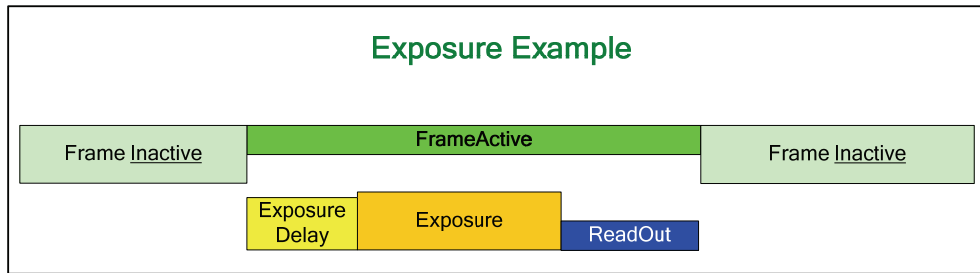 Exposure Example
Frame Inactive
FrameActive
Frame Inactive
Exposure
Delay
Exposure
ReadOut